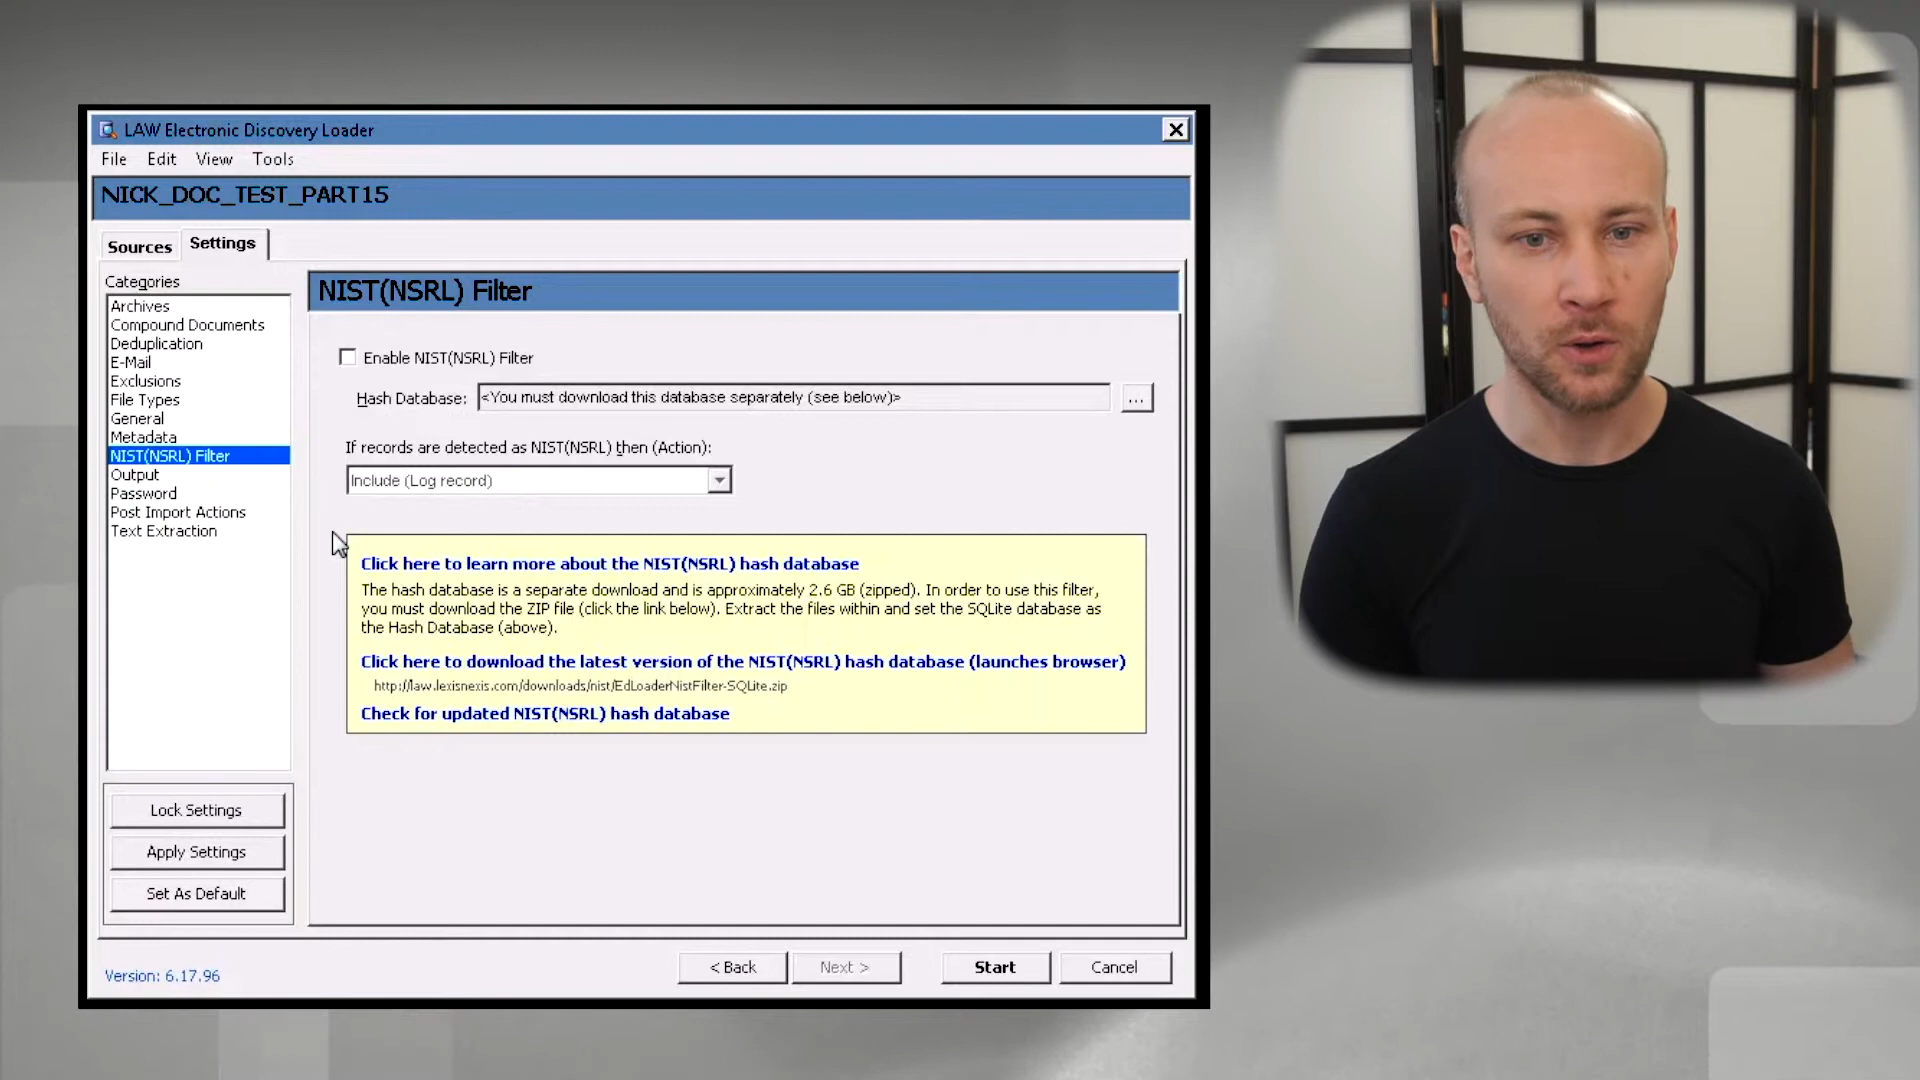 LAW Electronic Discovery Loader
File Edit View Tools
NICK_DOC_TEST_PART15
Sources Settings
Categories
Archives
Compound Documents
Deduplication
E-Mail
Exclusions
File Types
General
Metadata
NIST(NSRL) Filter
Output
Password
Post Import Actions
Text Extraction
Lock Settings
Apply Settings
Set As Default
NIST(NSRL) Filter
Enable NIST(NSRL) Filter
Hash Database: <You must download this database separately (see below)> ...
If records are detected as NIST(NSRL) then (Action):
Include (Log record)
Click here to learn more about the NIST(NSRL) hash database
The hash database is a separate download and is approximately 2.6 GB (zipped). In order to use this filter,
you must download the ZIP file (click the link below). Extract the files within and set the SQLite database as
the Hash Database (above).
Click here to download the latest version of the NIST(NSRL) hash database (launches browser)
http://law.lexisnexis.com/downloads/nist/EdLoaderNistFilter-SQLite.zip
Check for updated NIST(NSRL) hash database
Version: 6.17.96
< Back Next > Start Cancel